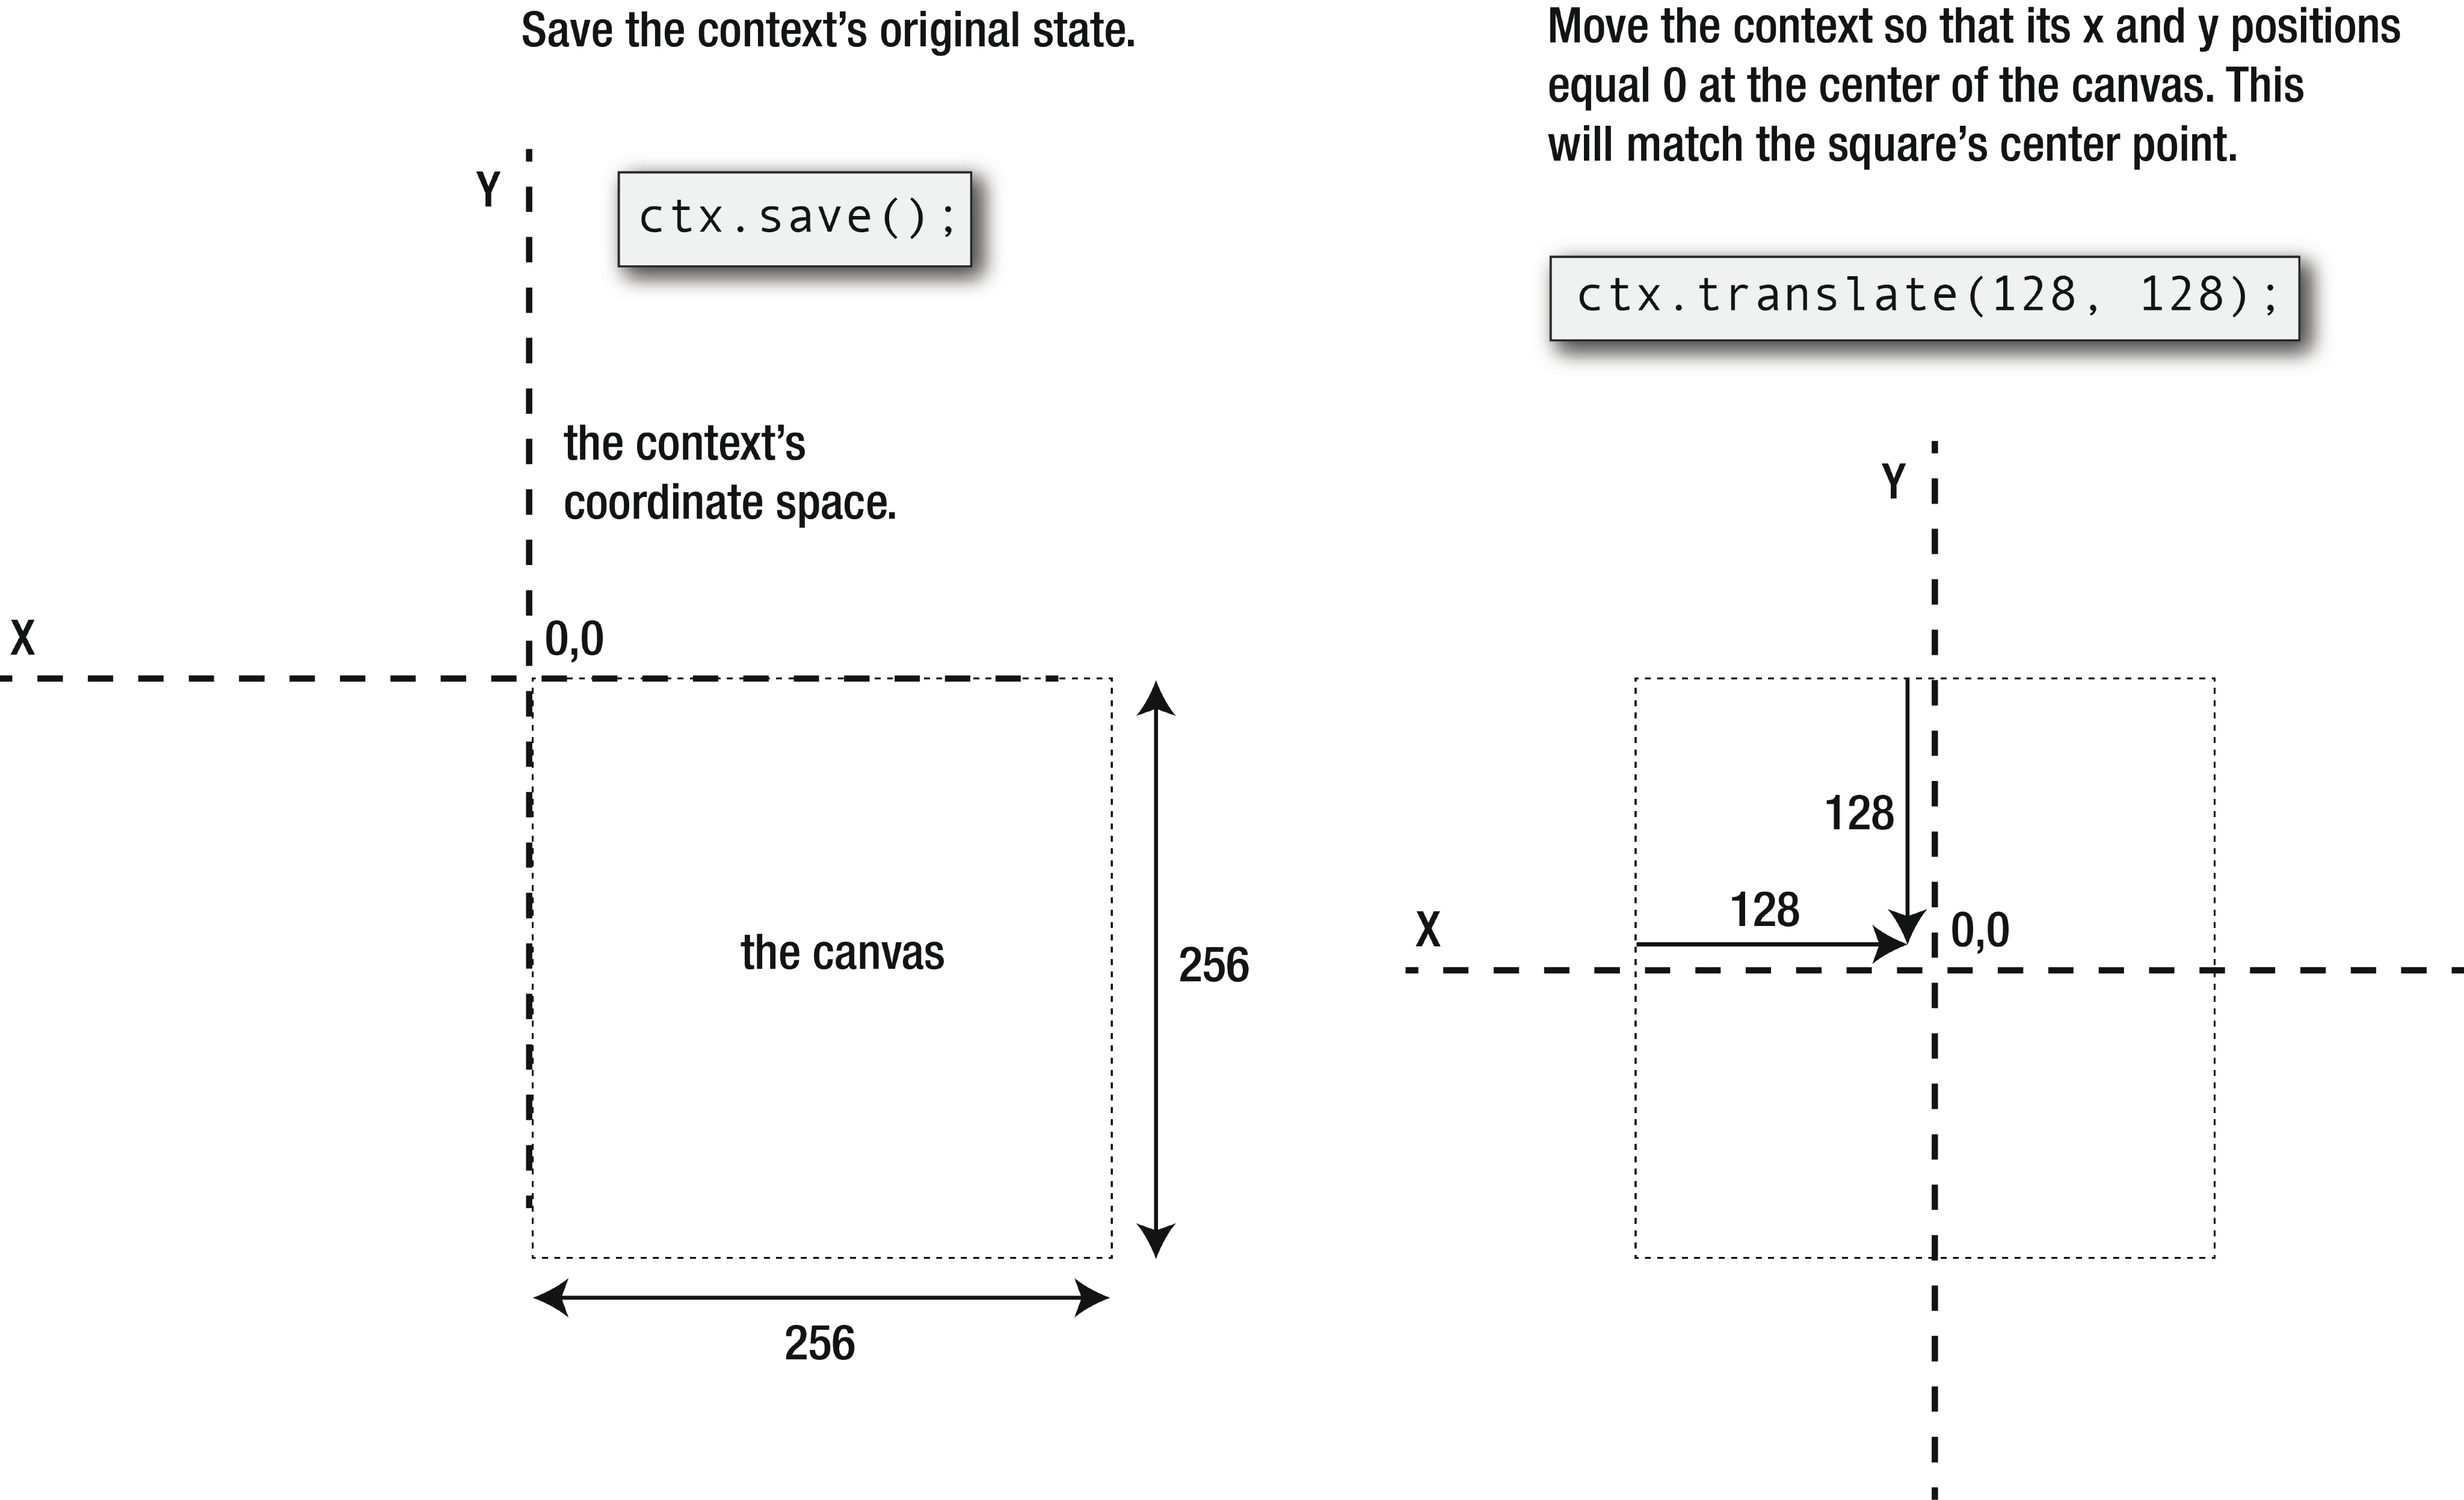 Save the context’s original state.
Y
ctx.save();
the context’s
coordinate space.
X
0,0
the canvas
256
256
Move the context so that its x and y positions
equal 0 at the center of the canvas. This
will match the square’s center point.
ctx.translate(128, 128);
Y
128
128
X
0,0